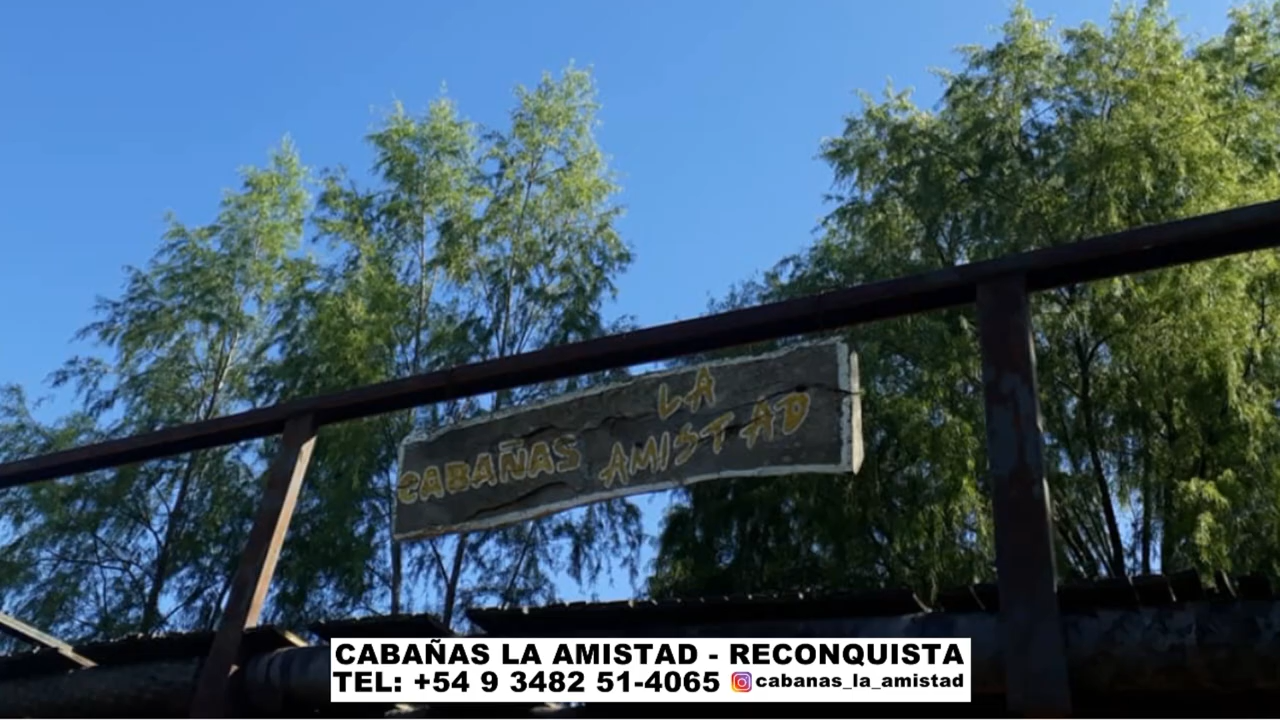 LA
CABAÑAS AMISTAD
CABAÑAS LA AMISTAD - RECONQUISTA
TEL: +54 9 3482 51-4065 cabanas_la_amistad